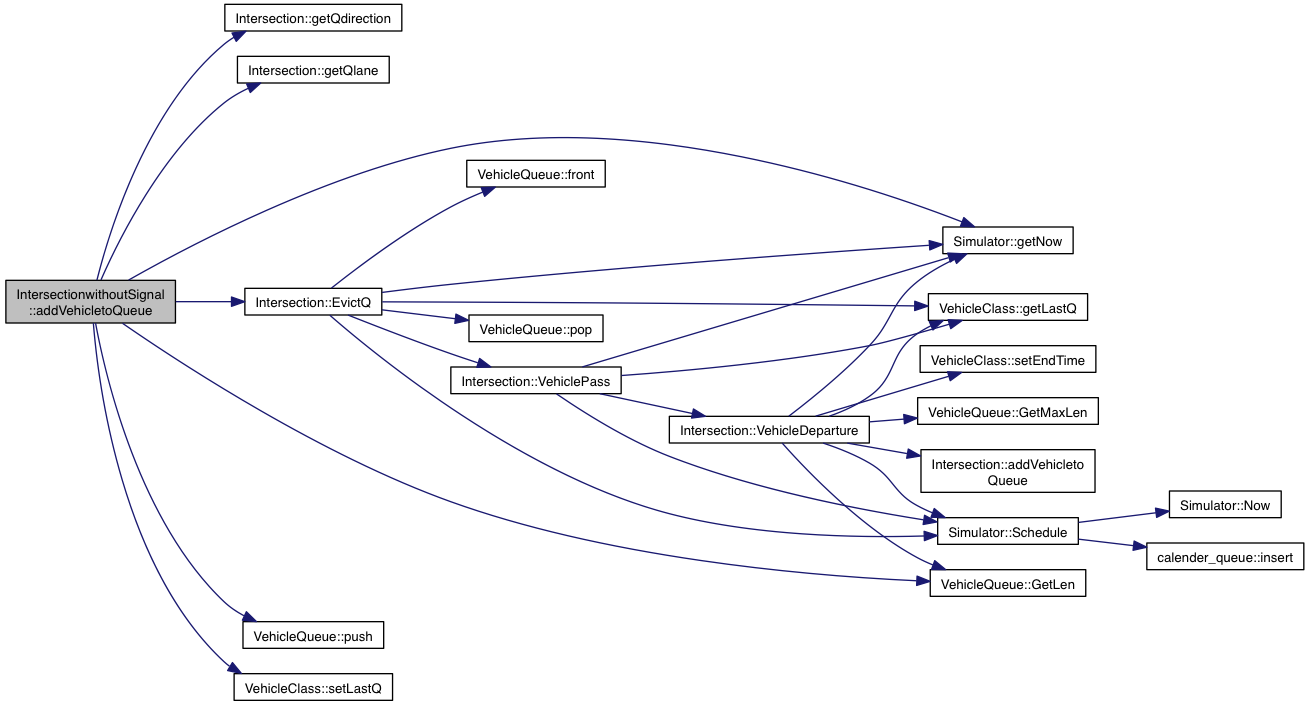 Intersection::getQdirection
Intersection::getQlane
VehicleQueue::front
Simulator::getNow
IntersectionwithoutSignal
::addVehicletoQueue
Intersection::EvictQ
VehicleClass::getLastQ
VehicleQueue::pop
VehicleClass::setEndTime
Intersection::VehiclePass
VehicleQueue::GetMaxLen
Intersection::VehicleDeparture
Intersection::addVehicleto
Queue
Simulator::Now
Simulator::Schedule
calender_queue::insert
VehicleQueue::GetLen
VehicleQueue::push
VehicleClass::setLastQ